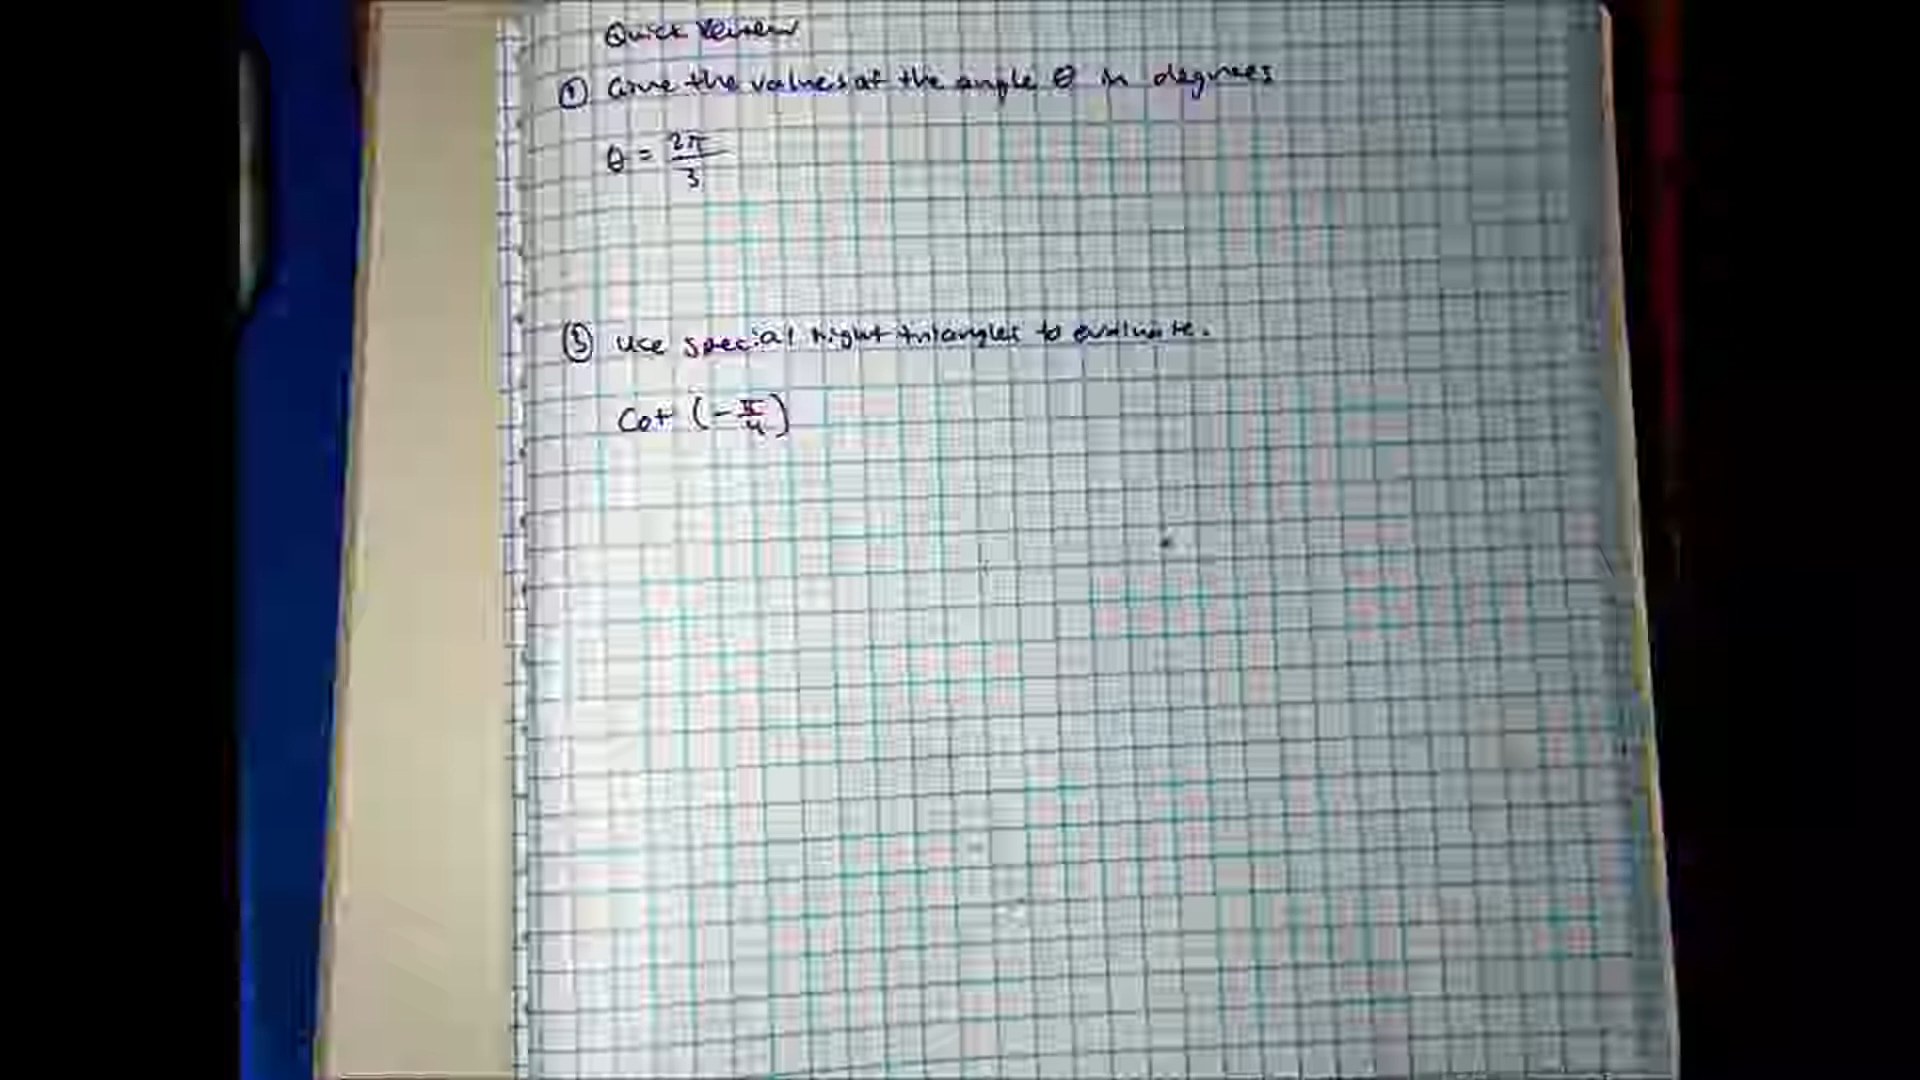 Quick Review
① Give the values of the angle θ in degrees
θ = 2π/3
⑤ Use special right triangles to evaluate.
Cot (-π/4)